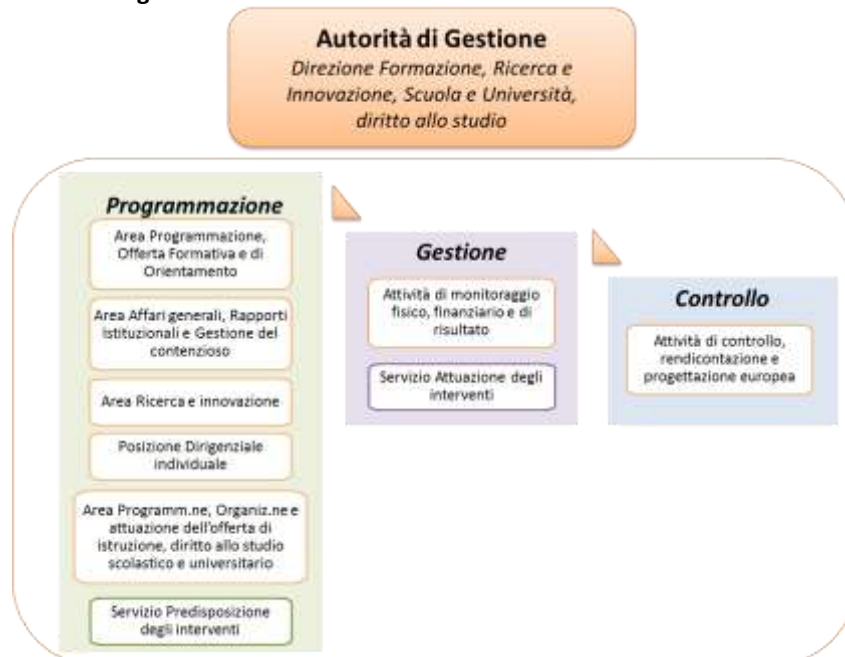 Autorità di Gestione
Direzione Formazione, Ricerca e
Innovazione, Scuola e Università,
diritto allo studio
Programmazione
Area Programmazione,
Offerta Formativa e di
Orientamento
Area Affari generali, Rapporti
Istituzionali e Gestione del
contenzioso
Area Ricerca e innovazione
Posizione Dirigenziale
individuale
Area Programm.ne, Organiz.ne e
attuazione dell'offerta di
istruzione, diritto allo studio
scolastico e universitario
Servizio Predisposizione
degli interventi
Gestione
Attività di monitoraggio
fisico, finanziario e di
risultato
Servizio Attuazione degli
interventi
Controllo
Attività di controllo,
rendicontazione e
progettazione europea